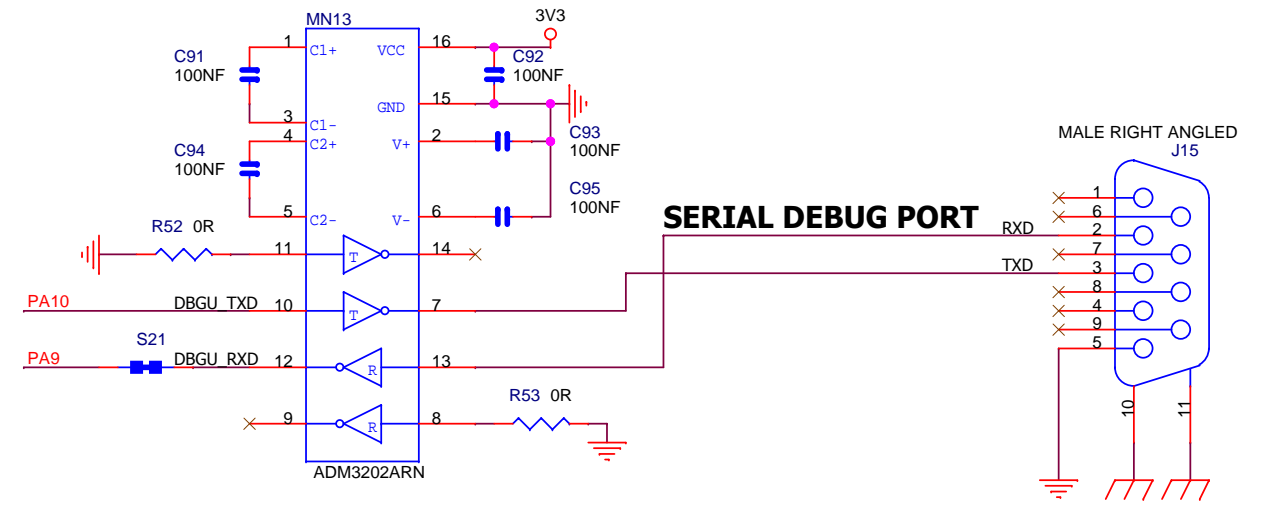 MN13
3V3
1
C1+
VCC
16
C91
100NF
C92
100NF
GND
15
3
C1-
4
C2+
V+
2
C93
100NF
C94
100NF
MALE RIGHT ANGLED
J15
5
C2-
V-
6
C95
100NF
SERIAL DEBUG PORT
1
6
RXD
2
7
TXD
3
8
4
9
5
R52 0R
11
T
14
PA10
DBGU_TXD
10
T
7
S21
PA9
DBGU_RXD
12
R
13
R53 0R
9
R
8
10
11
ADM3202ARN